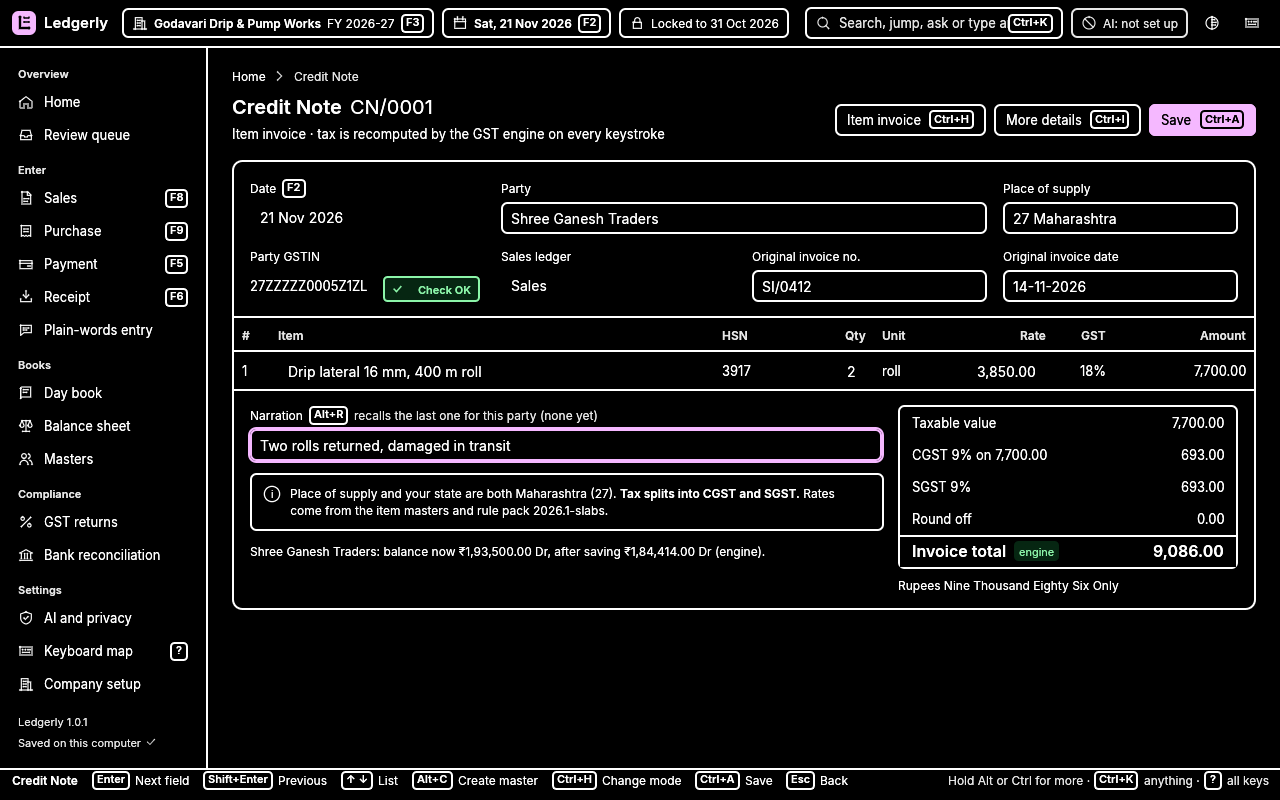 Ledgerly
Godavari Drip & Pump Works FY 2026-27 F3
Sat, 21 Nov 2026 F2
Locked to 31 Oct 2026
Search, jump, ask or type a Ctrl+K
AI: not set up
Overview
Home
Review queue
Enter
Sales F8
Purchase F9
Payment F5
Receipt F6
Plain-words entry
Books
Day book
Balance sheet
Masters
Compliance
GST returns
Bank reconciliation
Settings
AI and privacy
Keyboard map ?
Company setup
Ledgerly 1.0.1
Saved on this computer
Home > Credit Note
Credit Note CN/0001
Item invoice · tax is recomputed by the GST engine on every keystroke
Item invoice Ctrl+H
More details Ctrl+I
Save Ctrl+A
Date F2
21 Nov 2026
Party
Shree Ganesh Traders
Place of supply
27 Maharashtra
Party GSTIN
27ZZZZZ0005Z1ZL
Check OK
Sales ledger
Sales
Original invoice no.
SI/0412
Original invoice date
14-11-2026
# Item HSN Qty Unit Rate GST Amount
1 Drip lateral 16 mm, 400 m roll 3917 2 roll 3,850.00 18% 7,700.00
Narration Alt+R recalls the last one for this party (none yet)
Two rolls returned, damaged in transit
Place of supply and your state are both Maharashtra (27). Tax splits into CGST and SGST. Rates
come from the item masters and rule pack 2026.1-slabs.
Shree Ganesh Traders: balance now ₹1,93,500.00 Dr, after saving ₹1,84,414.00 Dr (engine).
Taxable value 7,700.00
CGST 9% on 7,700.00 693.00
SGST 9% 693.00
Round off 0.00
Invoice total engine 9,086.00
Rupees Nine Thousand Eighty Six Only
Credit Note Enter Next field Shift+Enter Previous ↑ ↓ List Alt+C Create master Ctrl+H Change mode Ctrl+A Save Esc Back
Hold Alt or Ctrl for more · Ctrl+K anything · ? all keys